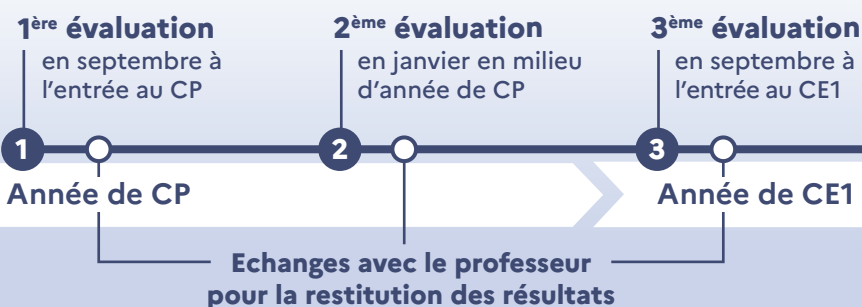 1ère évaluation
en septembre à
l'entrée au CP
2ème évaluation
en janvier en milieu
d'année de CP
3ème évaluation
en septembre à
l'entrée au CE1
1
2
3
Année de CP
Année de CE1
Echanges avec le professeur
pour la restitution des résultats